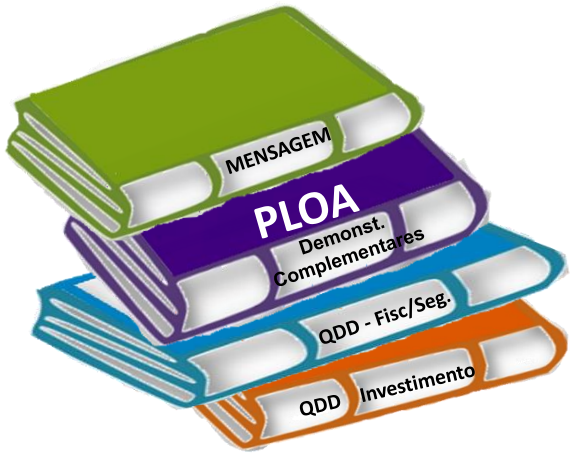 MENSAGEM
PLOA
Demonst.
Complementares
QDD - Fisc/Seg.
QDD Investimento